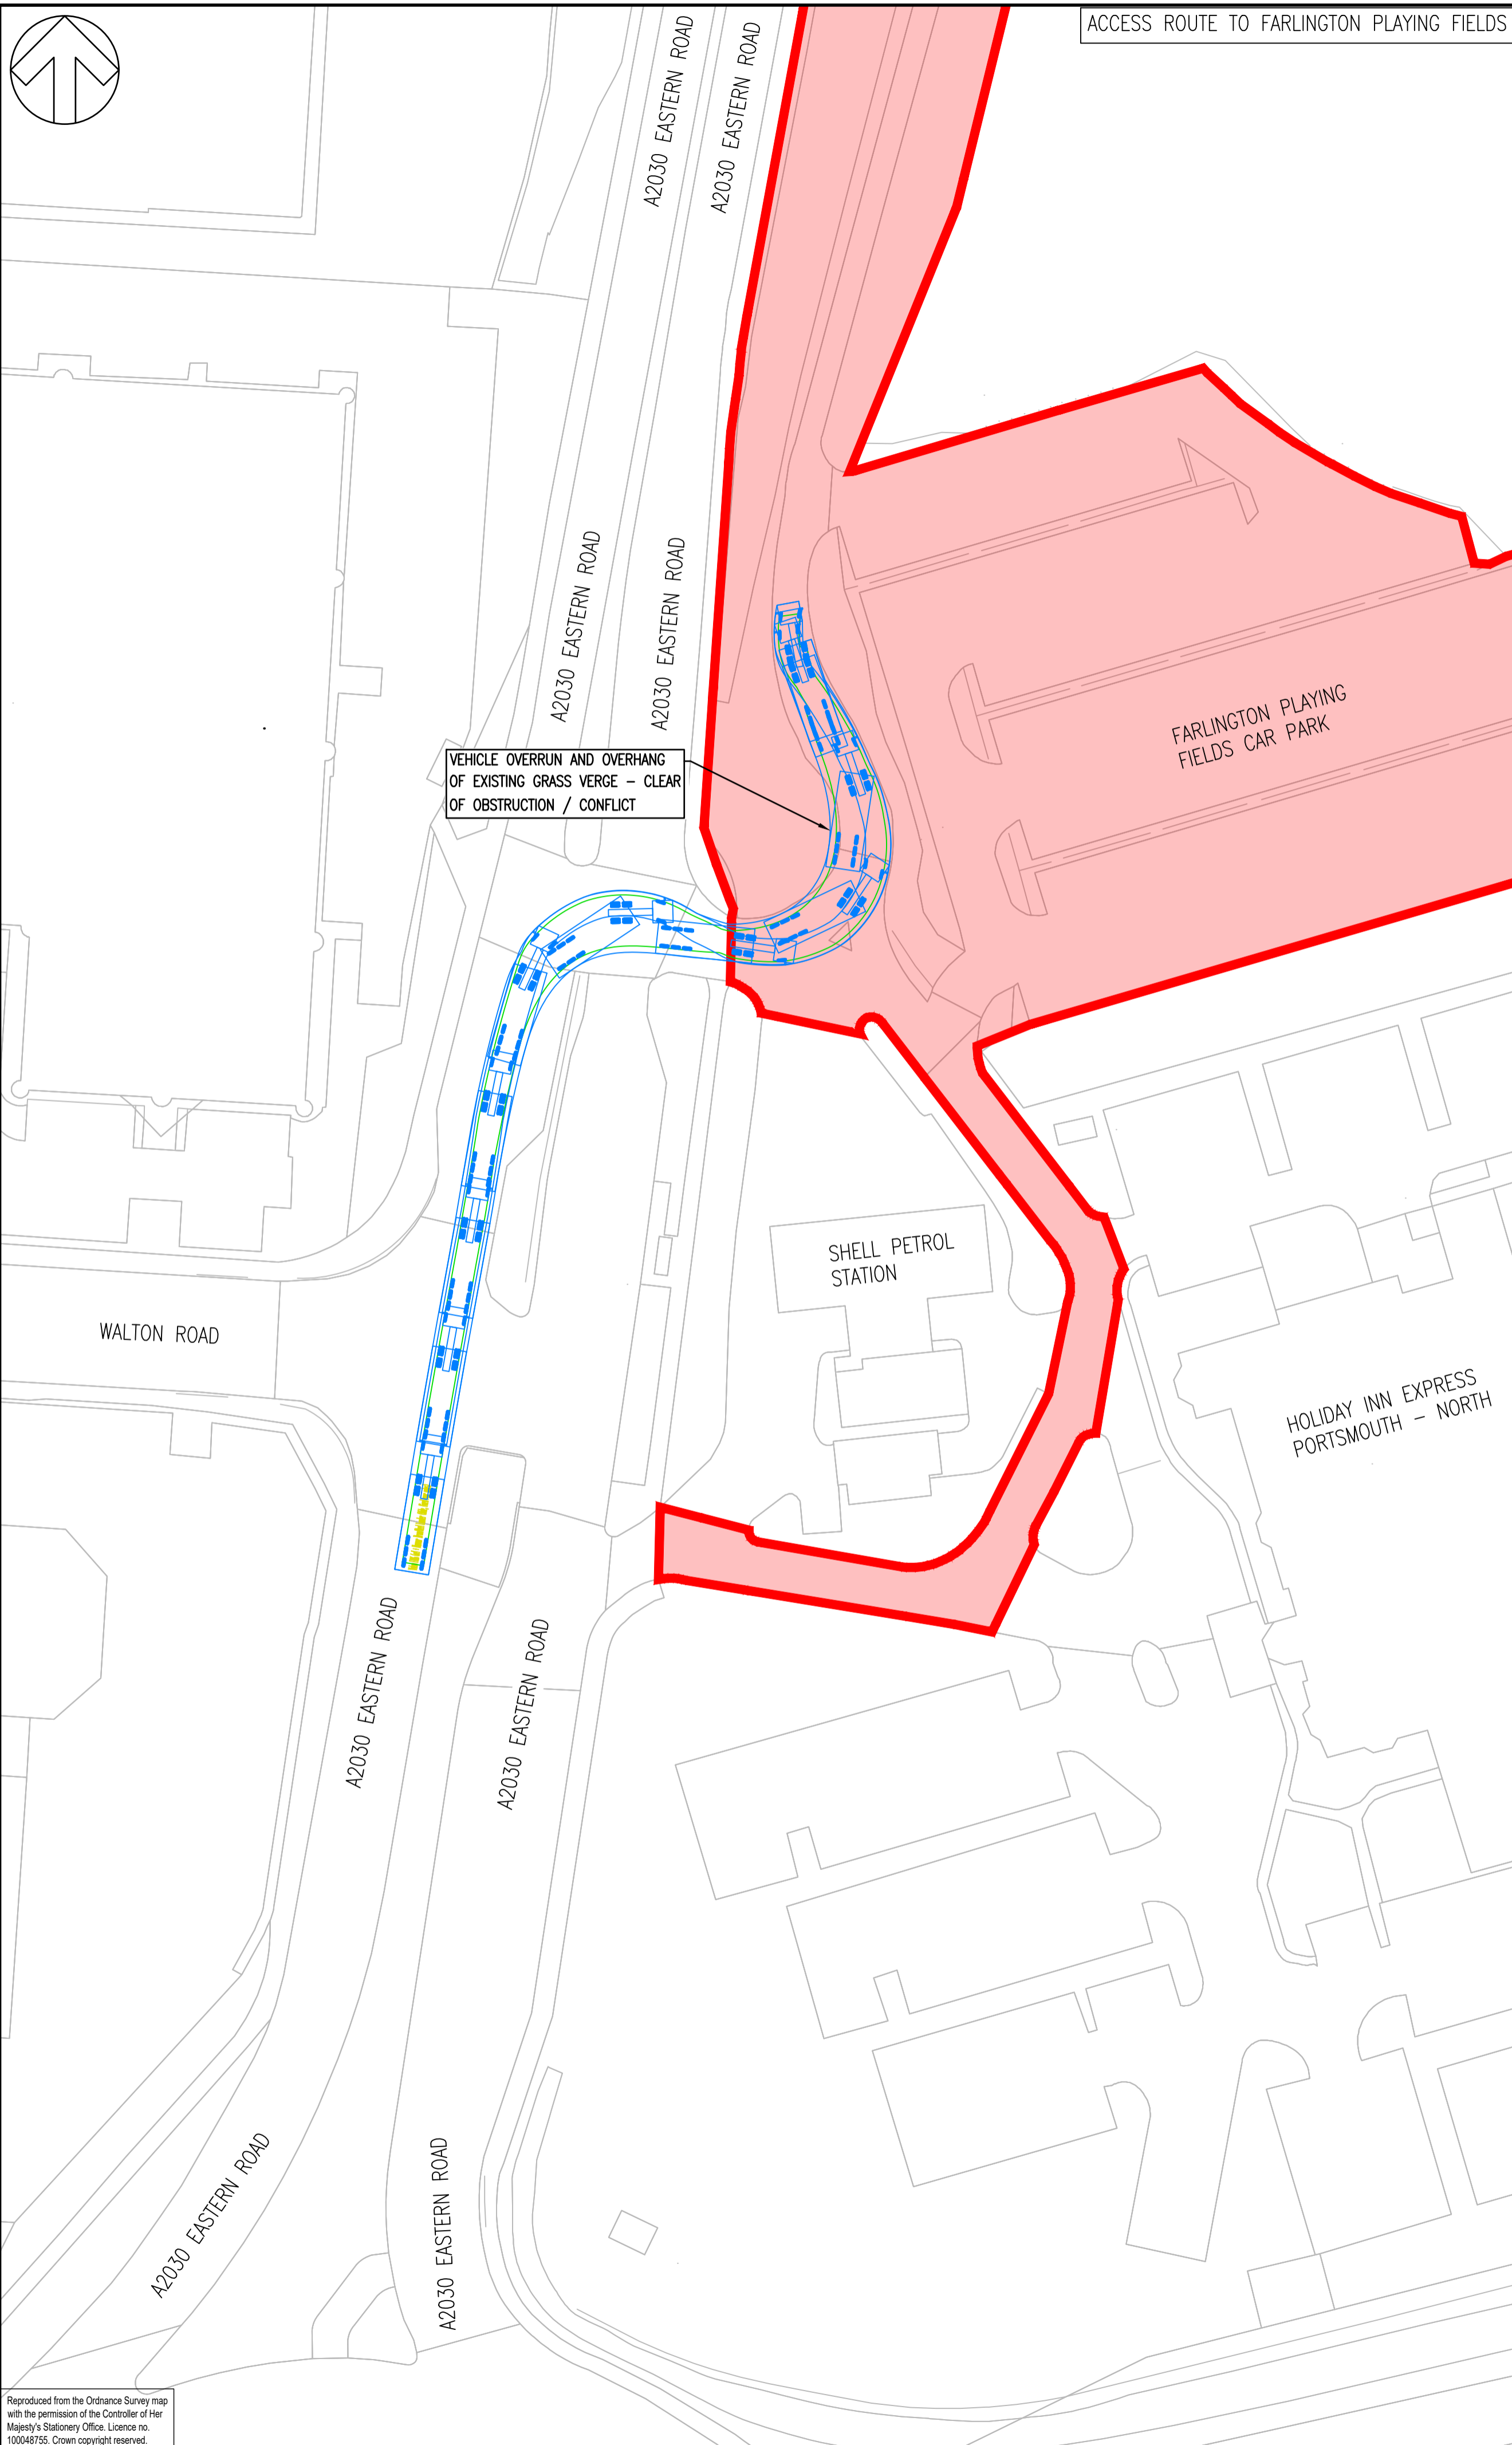 ACCESS ROUTE TO FARLINGTON PLAYING FIELDS
A2030 EASTERN ROAD
A2030 EASTERN ROAD
A2030 EASTERN ROAD
A2030 EASTERN ROAD
FARLINGTON PLAYING
FIELDS CAR PARK
VEHICLE OVERRUN AND OVERHANG
OF EXISTING GRASS VERGE – CLEAR
OF OBSTRUCTION / CONFLICT
SHELL PETROL
STATION
WALTON ROAD
HOLIDAY INN EXPRESS
PORTSMOUTH – NORTH
A2030 EASTERN ROAD
A2030 EASTERN ROAD
A2030 EASTERN ROAD
A2030 EASTERN ROAD
Reproduced from the Ordnance Survey map
with the permission of the Controller of Her
Majesty's Stationery Office. Licence no.
100048755. Crown copyright reserved.